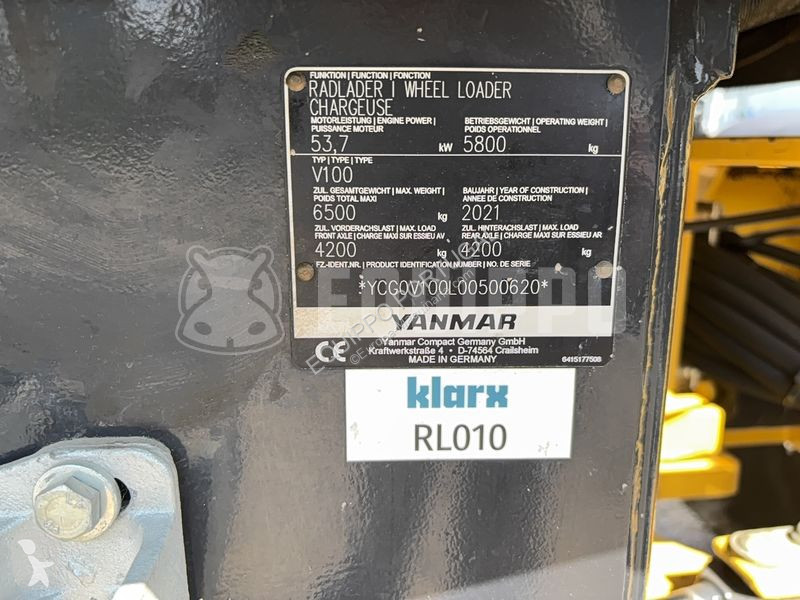 FUNKTION | FUNCTION | FONCTION
RADLADER | WHEEL LOADER
CHARGEUSE
MOTORLEISTUNG | ENGINE POWER |
PUISSANCE MOTEUR
53,7 kW
BETRIEBSGEWICHT | OPERATING WEIGHT |
POIDS OPERATIONNEL
5800 kg
TYP | TYPE | TYPE
V100
ZUL. GESAMTGEWICHT | MAX. WEIGHT |
POIDS TOTAL MAXI
6500 kg
BAUJAHR | YEAR OF CONSTRUCTION |
ANNEE DE CONSTRUCTION
2021
ZUL. VORDERACHSLAST | MAX. LOAD
FRONT AXLE | CHARGE MAXI SUR ESSIEU AV
4200 kg
ZUL. HINTERACHSLAST | MAX. LOAD
REAR AXLE | CHARGE MAXI SUR ESSIEU AR
4200 kg
FZ.-IDENT.NR. | PRODUCT IDENTIFICATION NUMBER | NO. DE SERIE
*YCG0V100L00500620*
YANMAR
Yanmar Compact Germany GmbH
Kraftwerkstraße 4 • D-74564 Crailsheim
MADE IN GERMANY
CE
6415177508
klarx
RL010
EQUIPPO